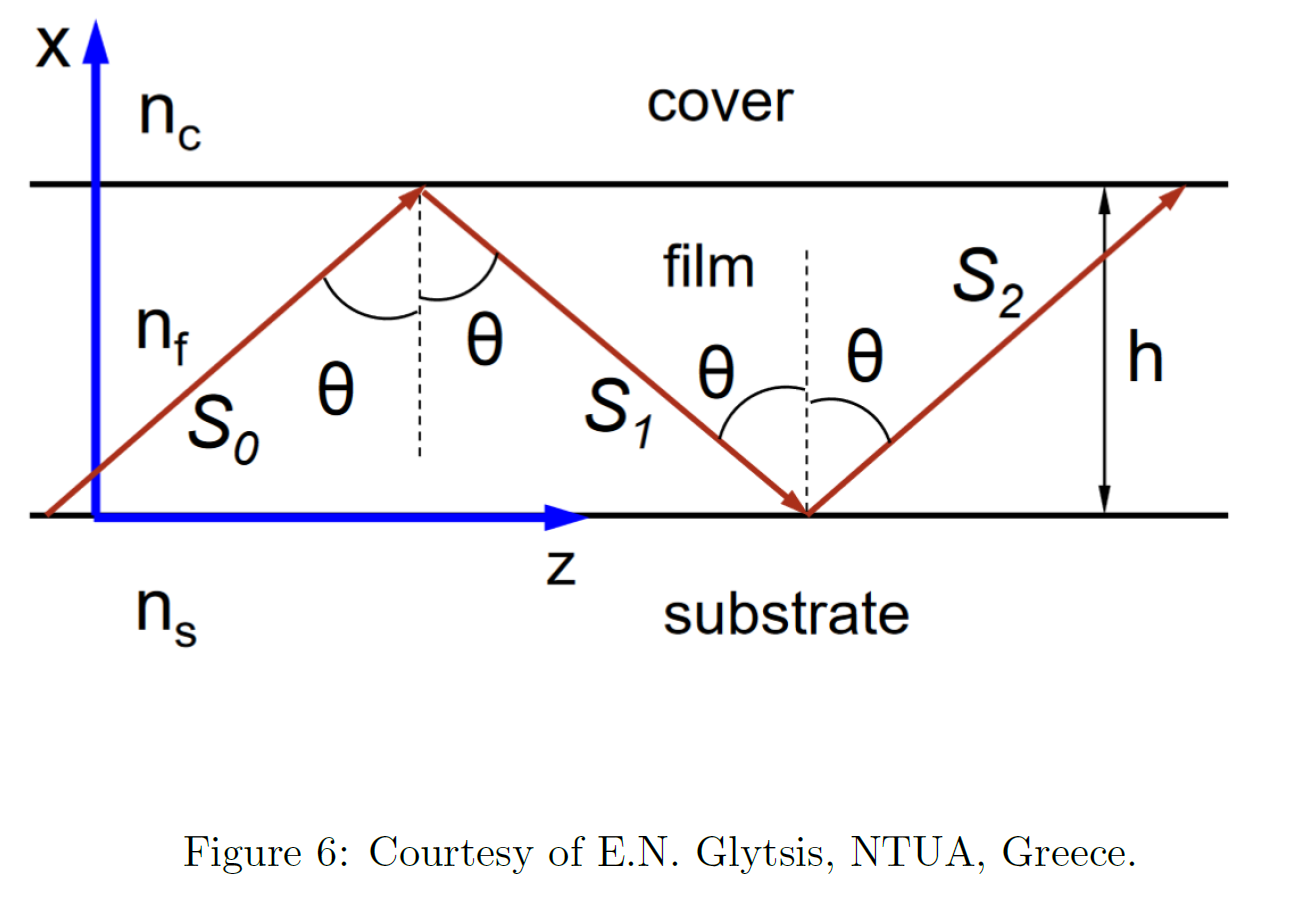 x
n_c
cover
film
n_f
S_0
θ
θ
S_1
θ
θ
S_2
h
z
n_s
substrate
Figure 6: Courtesy of E.N. Glytsis, NTUA, Greece.